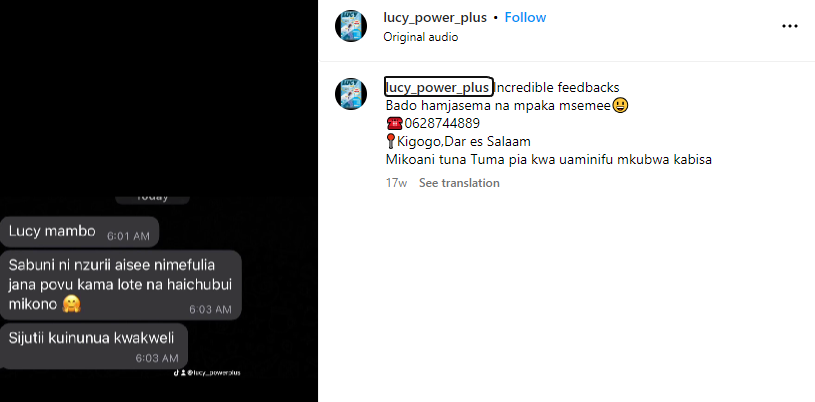 Today
Lucy mambo
6:01 AM
Sabuni ni nzurii aisee nimefulia
jana povu kama lote na haichubui
mikono 🤗
6:03 AM
Sijutii kuinunua kwakweli
6:03 AM
@lucy_powerplus
LUCY
lucy_power_plus • Follow
Original audio
LUCY
lucy_power_plus Incredible feedbacks
Bado hamjasema na mpaka msemee😃
☎️0628744889
📍Kigogo,Dar es Salaam
Mikoani tuna Tuma pia kwa uaminifu mkubwa kabisa
17w See translation